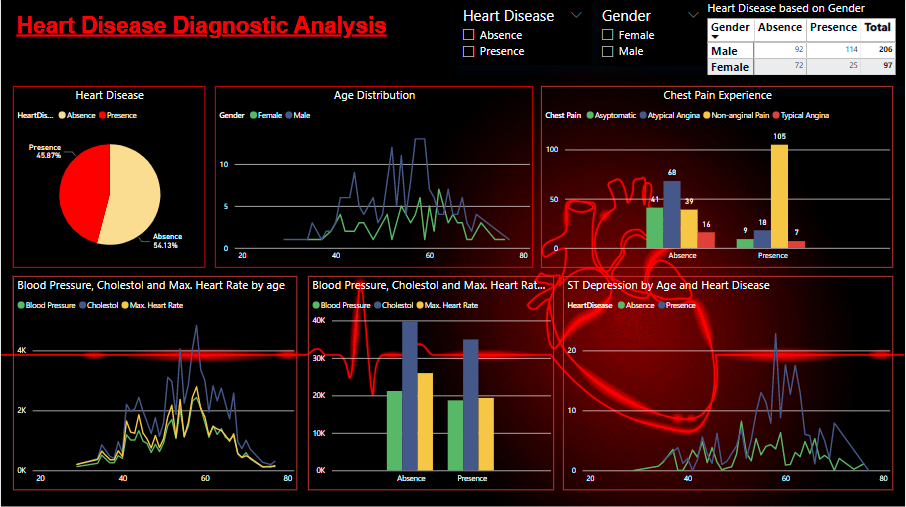 Heart Disease Diagnostic Analysis
Heart Disease
Absence
Presence
Gender
Female
Male
Heart Disease based on Gender
Gender Absence Presence Total
Male 92 114 206
Female 72 25 97
Heart Disease
HeartDis... Absence Presence
Presence
45.87%
Absence
54.13%
Age Distribution
Gender Female Male
10
5
0
20 40 60 80
Chest Pain Experience
Chest Pain Asyptomatic Atypical Angina Non-anginal Pain Typical Angina
100
50
0
41 68 39 16
9 18 105 7
Absence Presence
Blood Pressure, Cholestol and Max. Heart Rate by age
Blood Pressure Cholestol Max. Heart Rate
4K
2K
0K
20 40 60 80
Blood Pressure, Cholestol and Max. Heart Rat...
Blood Pressure Cholestol Max. Heart Rate
40K
30K
20K
10K
0K
Absence Presence
ST Depression by Age and Heart Disease
HeartDisease Absence Presence
20
10
0
20 40 60 80